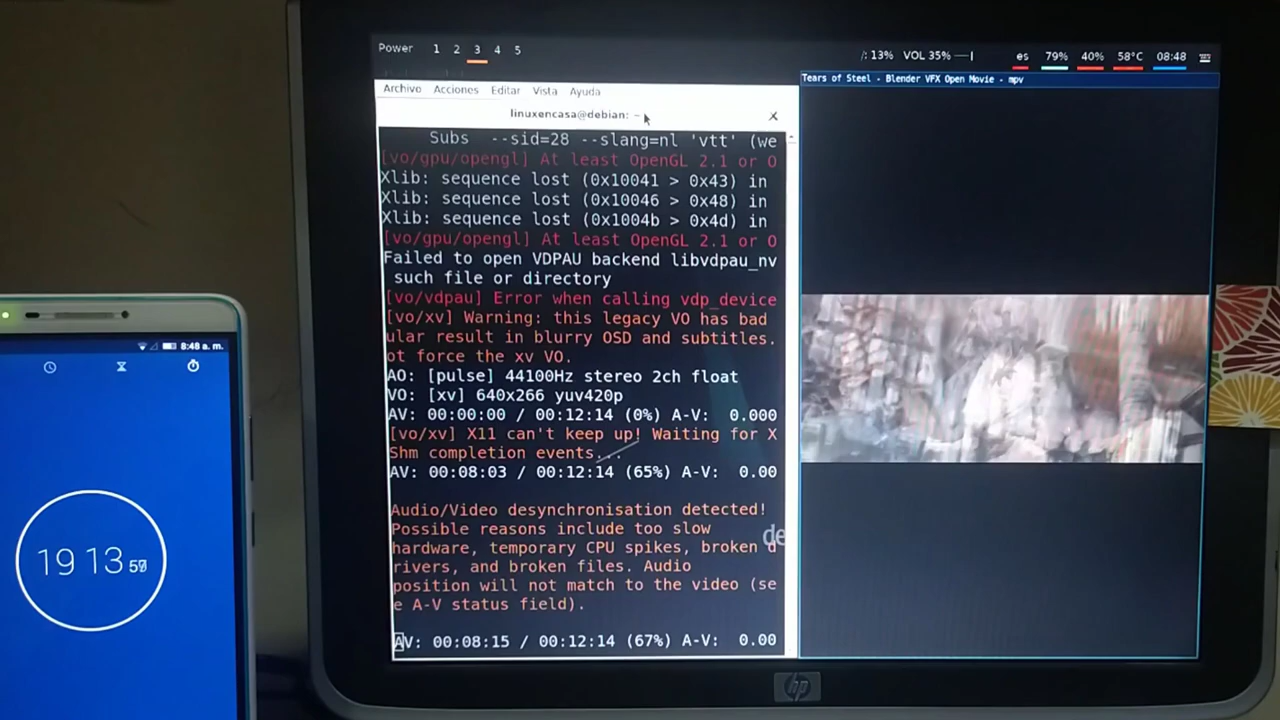 Power 1 2 3 4 5
/: 13% VOL 35% es 79% 40% 58°C 08:48
Archivo Acciones Editar Vista Ayuda
linuxencasa@debian: ~
X
Tears of Steel - Blender VFX Open Movie - mpv
Subs --sid=28 --slang=nl 'vtt' (we
[vo/gpu/opengl] At least OpenGL 2.1 or O
Xlib: sequence lost (0x10041 > 0x43) in
Xlib: sequence lost (0x10046 > 0x48) in
Xlib: sequence lost (0x1004b > 0x4d) in
[vo/gpu/opengl] At least OpenGL 2.1 or O
Failed to open VDPAU backend libvdpau_nv
such file or directory
[vo/vdpau] Error when calling vdp_device
[vo/xv] Warning: this legacy VO has bad
ular result in blurry OSD and subtitles.
ot force the xv VO.
AO: [pulse] 44100Hz stereo 2ch float
VO: [xv] 640x266 yuv420p
AV: 00:00:00 / 00:12:14 (0%) A-V: 0.000
[vo/xv] X11 can't keep up! Waiting for X
Shm completion events...
AV: 00:08:03 / 00:12:14 (65%) A-V: 0.00
Audio/Video desynchronisation detected!
Possible reasons include too slow
hardware, temporary CPU spikes, broken d
rivers, and broken files. Audio
position will not match to the video (se
e A-V status field).
AV: 00:08:15 / 00:12:14 (67%) A-V: 0.00
de
hp
8:48 a. m.
19 13